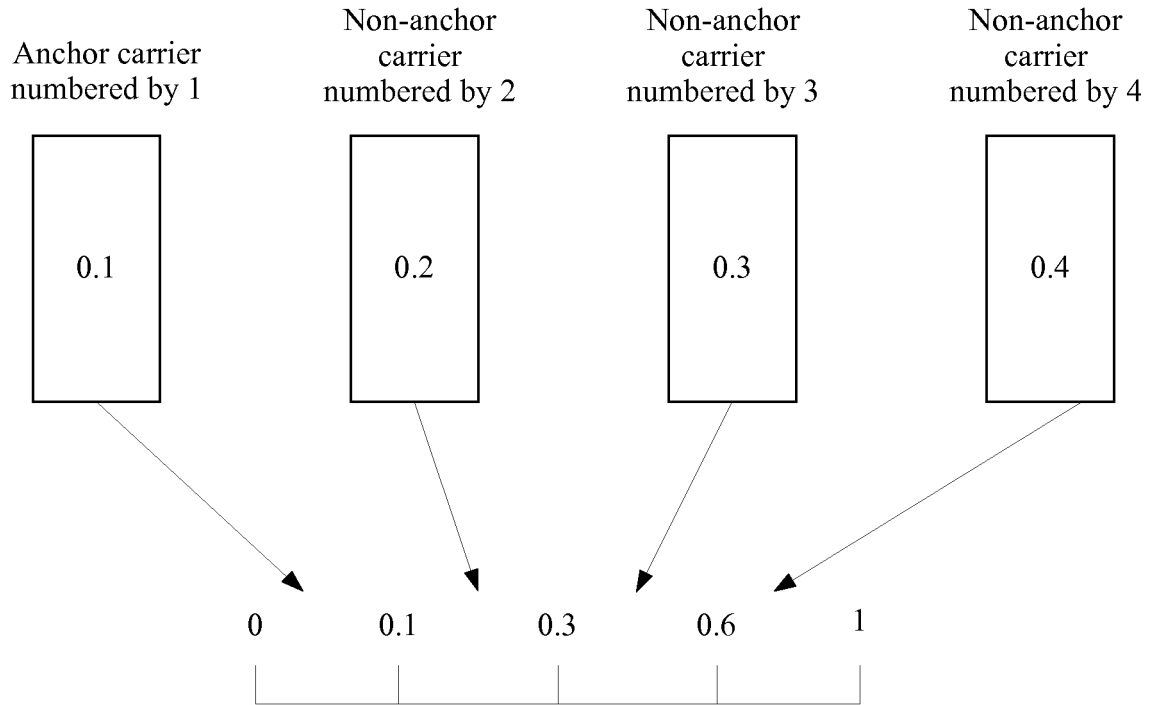 Anchor carrier
numbered by 1
Non-anchor
carrier
numbered by 2
Non-anchor
carrier
numbered by 3
Non-anchor
carrier
numbered by 4
0.1
0.2
0.3
0.4
0
0.1
0.3
0.6
1